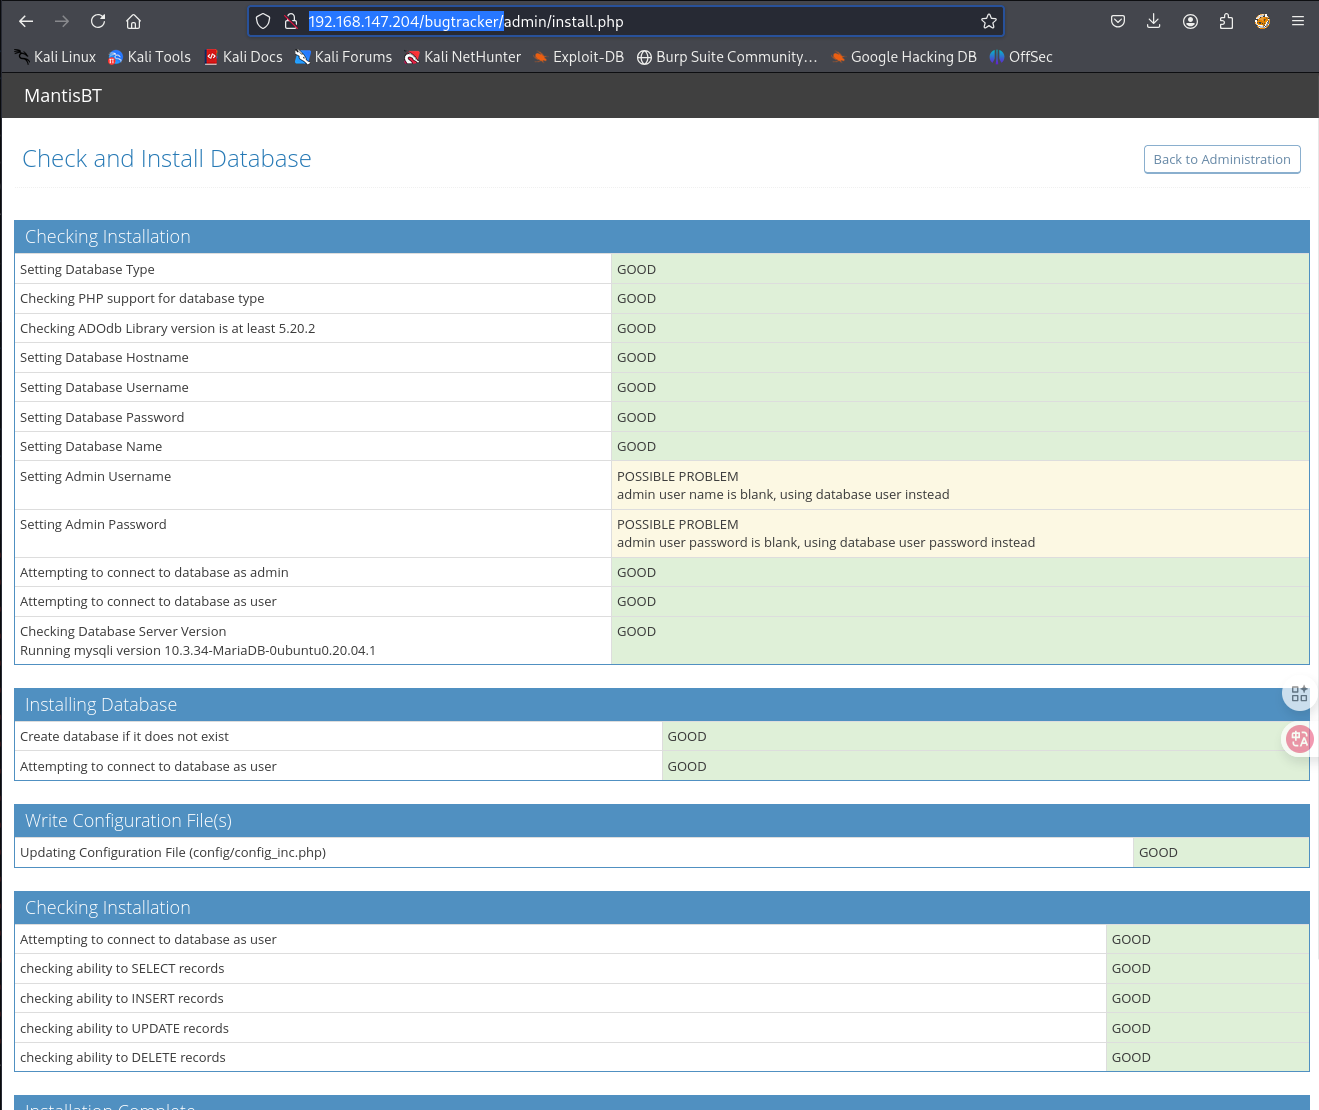 192.168.147.204/bugtracker/admin/install.php
Kali Linux Kali Tools Kali Docs Kali Forums Kali NetHunter Exploit-DB Burp Suite Community... Google Hacking DB OffSec
MantisBT
Check and Install Database
Back to Administration
Checking Installation
Setting Database Type GOOD
Checking PHP support for database type GOOD
Checking ADOdb Library version is at least 5.20.2 GOOD
Setting Database Hostname GOOD
Setting Database Username GOOD
Setting Database Password GOOD
Setting Database Name GOOD
Setting Admin Username POSSIBLE PROBLEM
admin user name is blank, using database user instead
Setting Admin Password POSSIBLE PROBLEM
admin user password is blank, using database user password instead
Attempting to connect to database as admin GOOD
Attempting to connect to database as user GOOD
Checking Database Server Version GOOD
Running mysqli version 10.3.34-MariaDB-0ubuntu0.20.04.1
Installing Database
Create database if it does not exist GOOD
Attempting to connect to database as user GOOD
Write Configuration File(s)
Updating Configuration File (config/config_inc.php) GOOD
Checking Installation
Attempting to connect to database as user GOOD
checking ability to SELECT records GOOD
checking ability to INSERT records GOOD
checking ability to UPDATE records GOOD
checking ability to DELETE records GOOD
Installation Complete